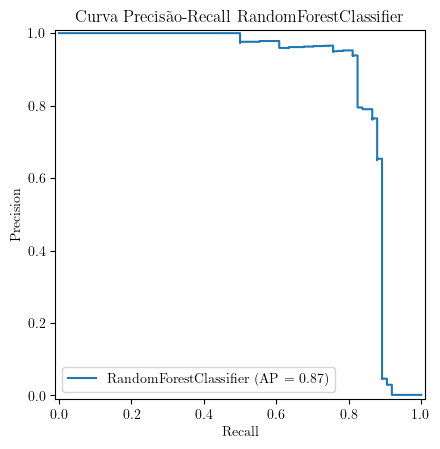 Curva Precisão-Recall RandomForestClassifier
1.0
0.8
0.6
0.4
0.2
0.0
Precision
RandomForestClassifier (AP = 0.87)
0.0 0.2 0.4 0.6 0.8 1.0
Recall